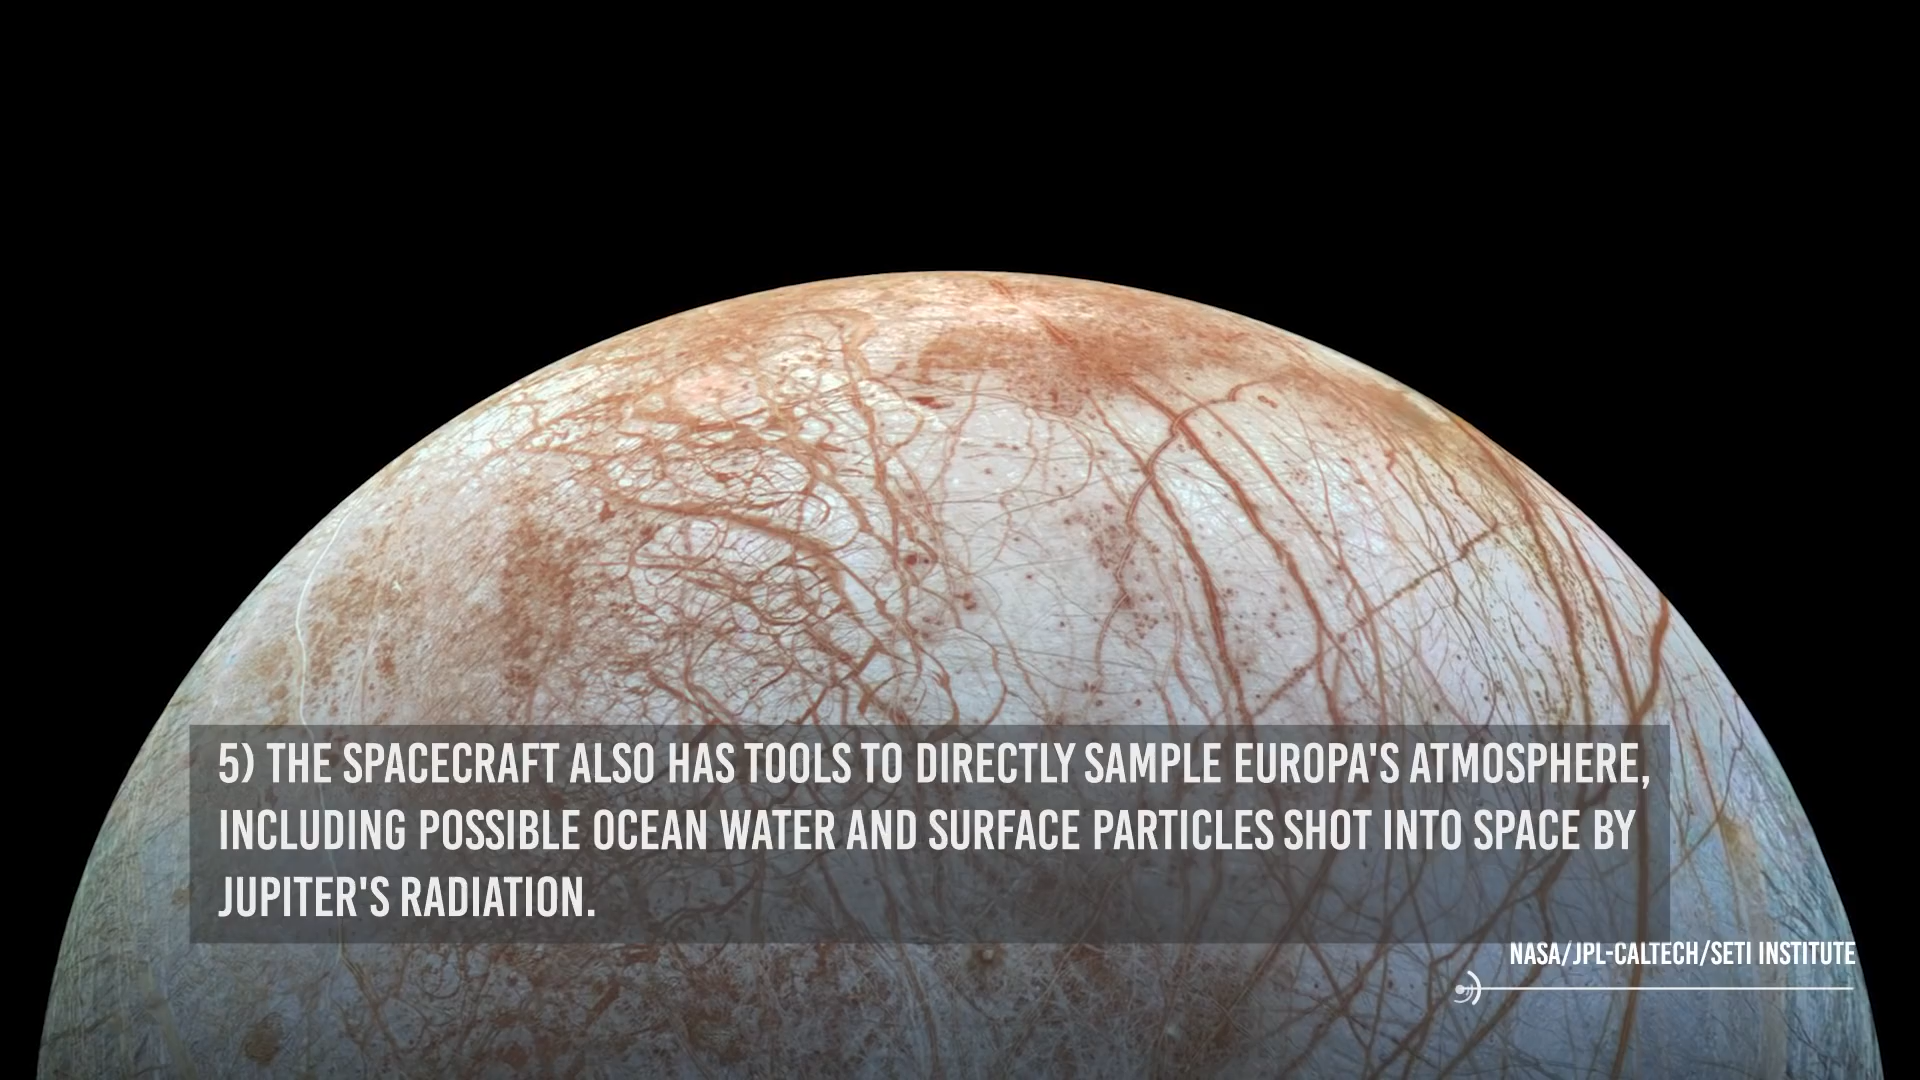 5) THE SPACECRAFT ALSO HAS TOOLS TO DIRECTLY SAMPLE EUROPA'S ATMOSPHERE,
INCLUDING POSSIBLE OCEAN WATER AND SURFACE PARTICLES SHOT INTO SPACE BY
JUPITER'S RADIATION.
NASA/JPL-CALTECH/SETI INSTITUTE